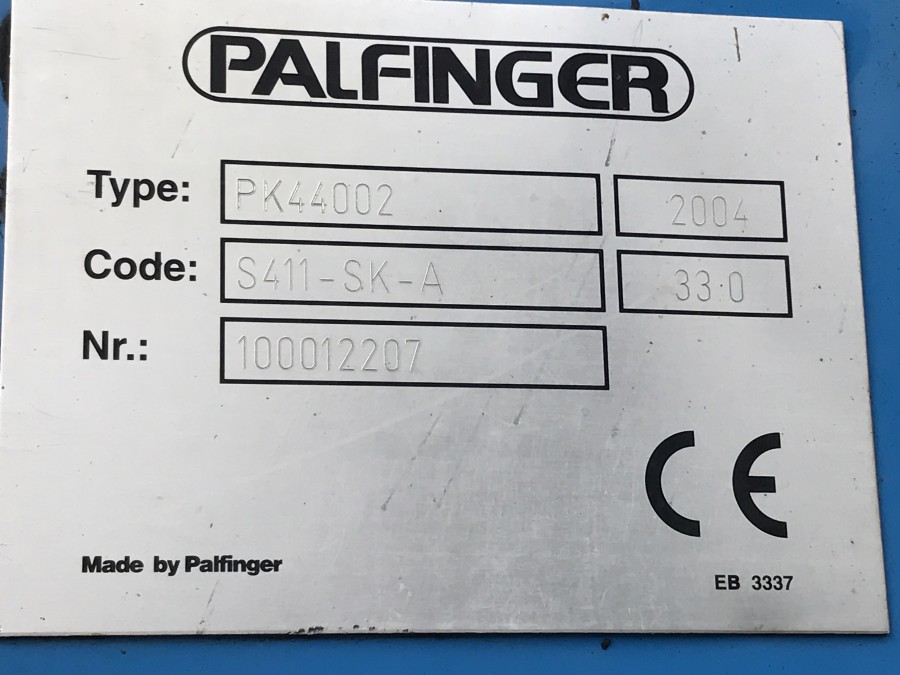 PALFINGER
Type: PK44002 2004
Code: S411-SK-A 33.0
Nr.: 100012207
CE
Made by Palfinger
EB 3337